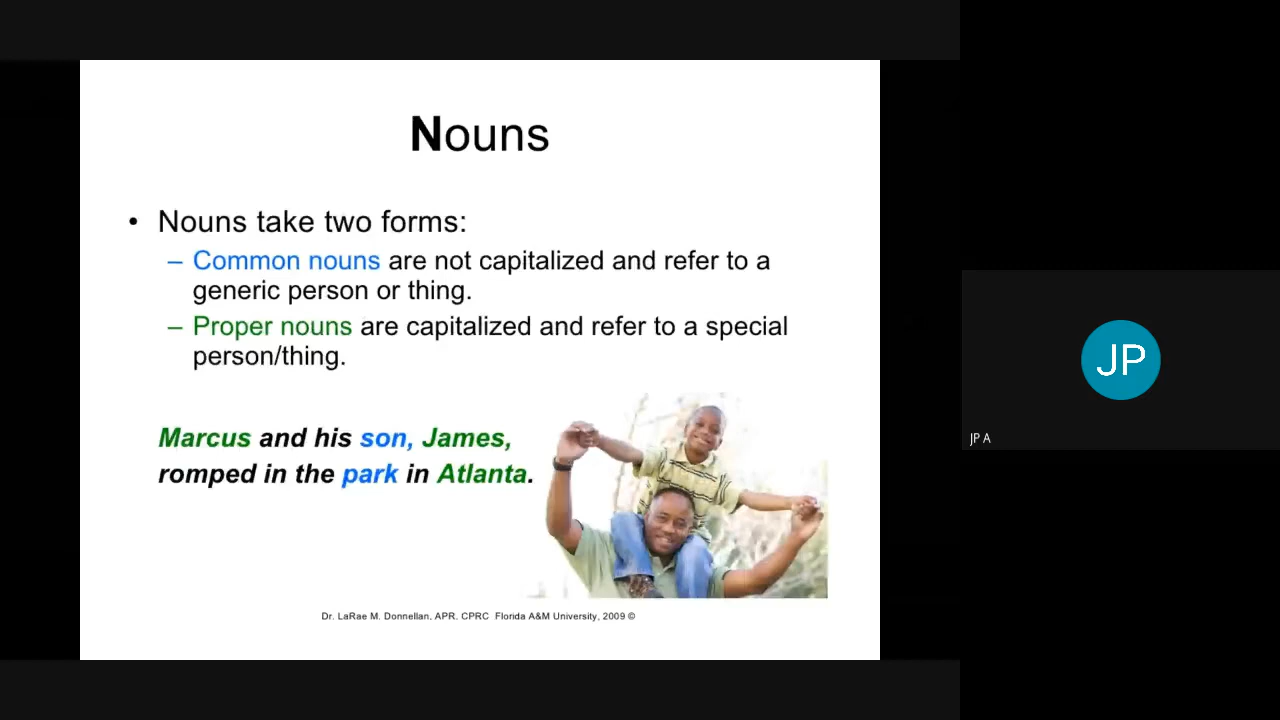 Nouns
• Nouns take two forms:
– Common nouns are not capitalized and refer to a
generic person or thing.
– Proper nouns are capitalized and refer to a special
person/thing.
Marcus and his son, James,
romped in the park in Atlanta.
Dr. LaRae M. Donnellan, APR, CPRC Florida A&M University, 2009 ©
JP
JP A